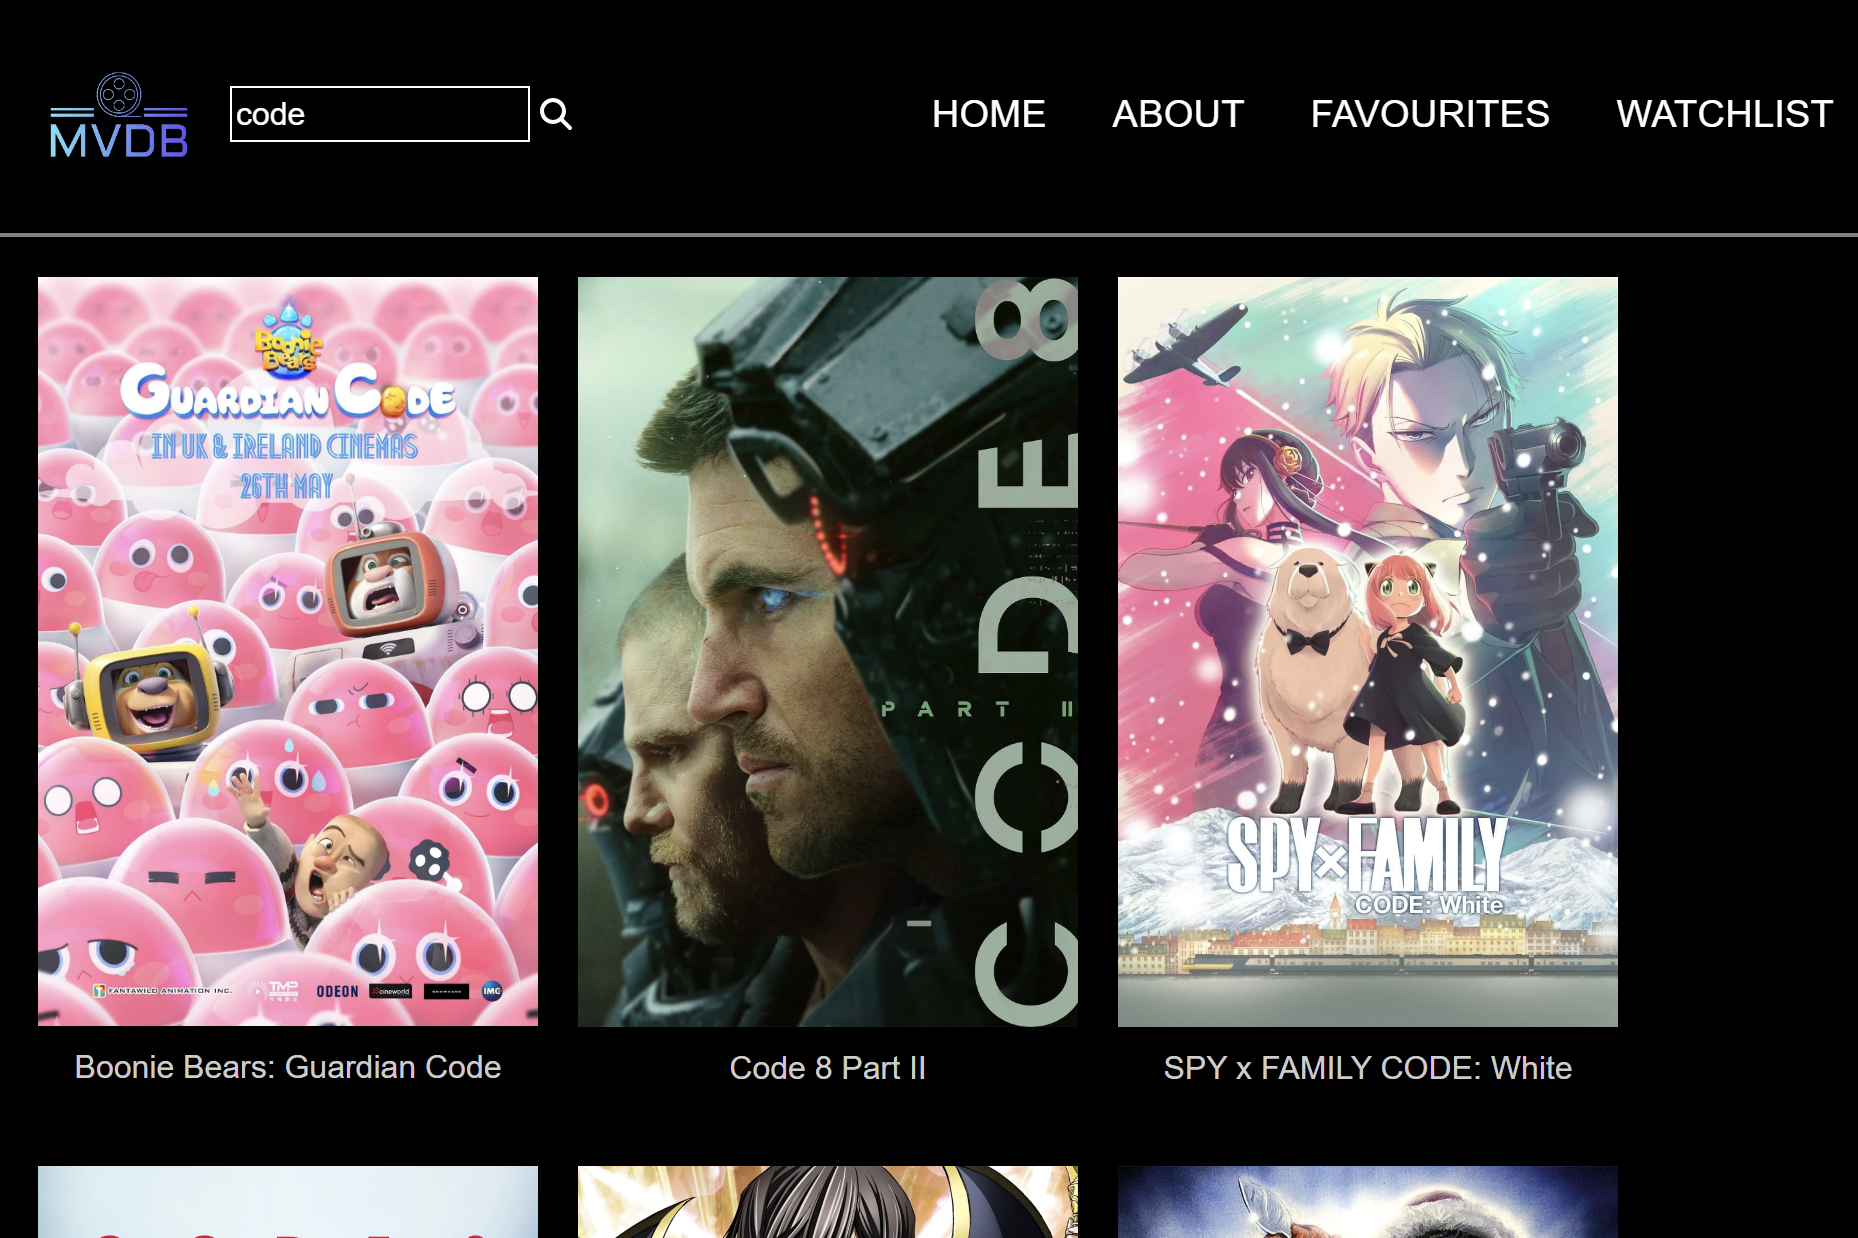 MVDB
code
HOME
ABOUT
FAVOURITES
WATCHLIST
Boonie
Bears
GUARDIAN CODE
IN UK & IRELAND CINEMAS
26TH MAY
FANTAWILD ANIMATION INC.
TMP
ODEON
cineworld
IMC
CODE 8
PART II
SPY×FAMILY
CODE: White
Boonie Bears: Guardian Code
Code 8 Part II
SPY x FAMILY CODE: White